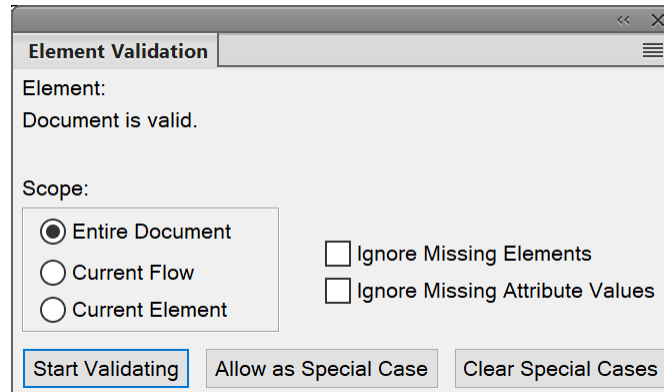 Element Validation
Element:
Document is valid.
Scope:
Entire Document
Current Flow
Current Element
Ignore Missing Elements
Ignore Missing Attribute Values
Start Validating
Allow as Special Case
Clear Special Cases